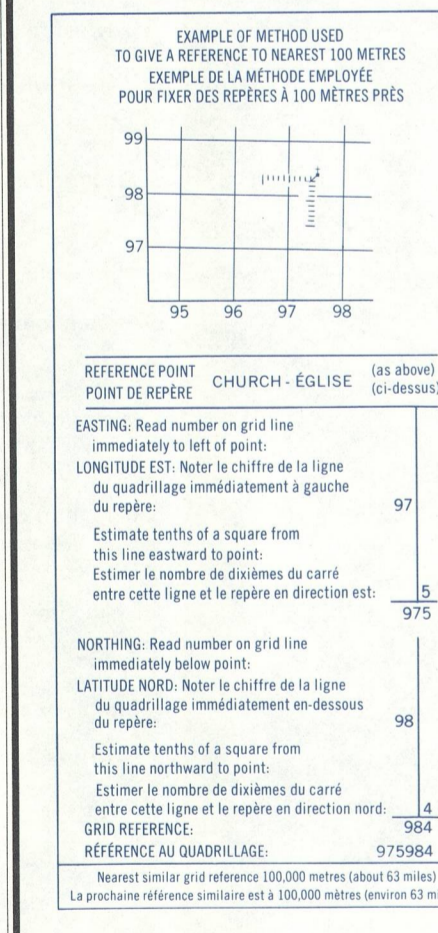 EXAMPLE OF METHOD USED
TO GIVE A REFERENCE TO NEAREST 100 METRES
EXEMPLE DE LA MÉTHODE EMPLOYÉE
POUR FIXER DES REPÈRES À 100 MÈTRES PRÈS
99
98
97
95 96 97 98
REFERENCE POINT
POINT DE REPÈRE
CHURCH - ÉGLISE
(as above)
(ci-dessus)
EASTING: Read number on grid line
immediately to left of point:
LONGITUDE EST: Noter le chiffre de la ligne
du quadrillage immédiatement à gauche
du repère: 97
Estimate tenths of a square from
this line eastward to point:
Estimer le nombre de dixièmes du carré
entre cette ligne et le repère en direction est: 5
975
NORTHING: Read number on grid line
immediately below point:
LATITUDE NORD: Noter le chiffre de la ligne
du quadrillage immédiatement en-dessous
du repère: 98
Estimate tenths of a square from
this line northward to point:
Estimer le nombre de dixièmes du carré
entre cette ligne et le repère en direction nord: 4
GRID REFERENCE: 984
RÉFÉRENCE AU QUADRILLAGE: 975984
Nearest similar grid reference 100,000 metres (about 63 miles)
La prochaine référence similaire est à 100,000 mètres (environ 63